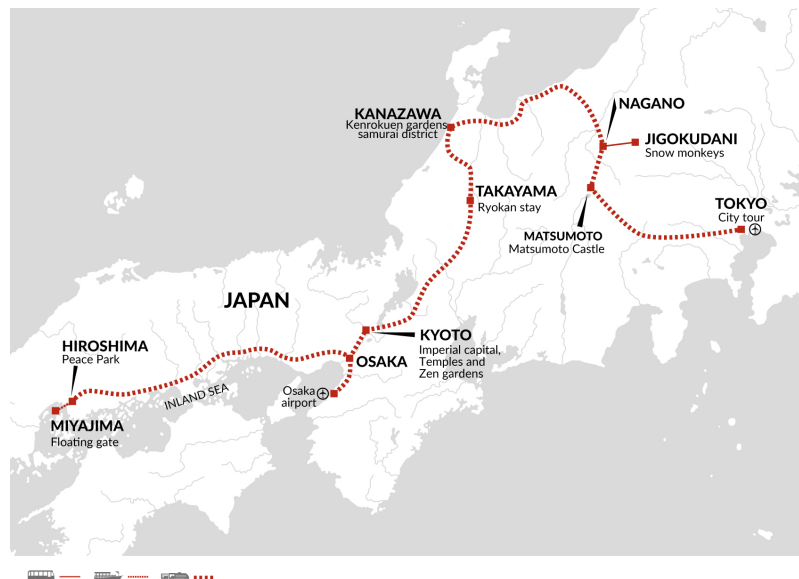 NAGANO
KANAZAWA
Kenrokuen gardens
samurai district
JIGOKUDANI
Snow monkeys
TAKAYAMA
Ryokan stay
TOKYO
City tour
MATSUMOTO
Matsumoto Castle
JAPAN
HIROSHIMA
Peace Park
KYOTO
Imperial capital,
Temples and
Zen gardens
OSAKA
Osaka
airport
INLAND SEA
MIYAJIMA
Floating gate